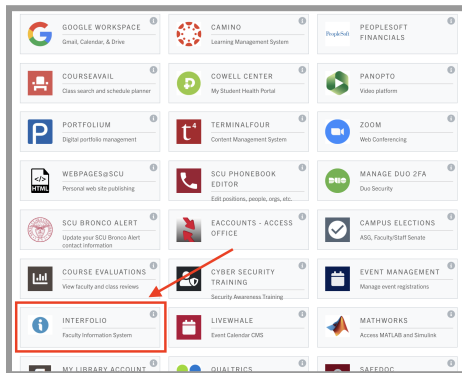 GOOGLE WORKSPACE
Gmail, Calendar, & Drive
CAMINO
Learning Management System
PeopleSoft
PEOPLESOFT
FINANCIALS
COURSEAVAIL
Class search and schedule planner
COWELL CENTER
My Student Health Portal
PANOPTO
Video platform
PORTFOLIUM
Digital portfolio management
t4
TERMINALFOUR
Content Management System
ZOOM
Web Conferencing
</>
HTML
WEBPAGES@SCU
Personal web site publishing
SCU PHONEBOOK
EDITOR
Edit positions, people, orgs, etc.
DUO
MANAGE DUO 2FA
Duo Security
SCU BRONCO ALERT
Update your SCU Bronco Alert
contact information
EACCOUNTS - ACCESS
OFFICE
CAMPUS ELECTIONS
ASG, Faculty/Staff Senate
COURSE EVALUATIONS
View faculty and class reviews
CYBER SECURITY
TRAINING
Security Awareness Training
EVENT MANAGEMENT
Manage event registrations
INTERFOLIO
Faculty Information System
LIVEWHALE
Event Calendar CMS
MATHWORKS
Access MATLAB and Simulink
MY LIBRARY ACCOUNT
QUALTRICS
SAFEDOC